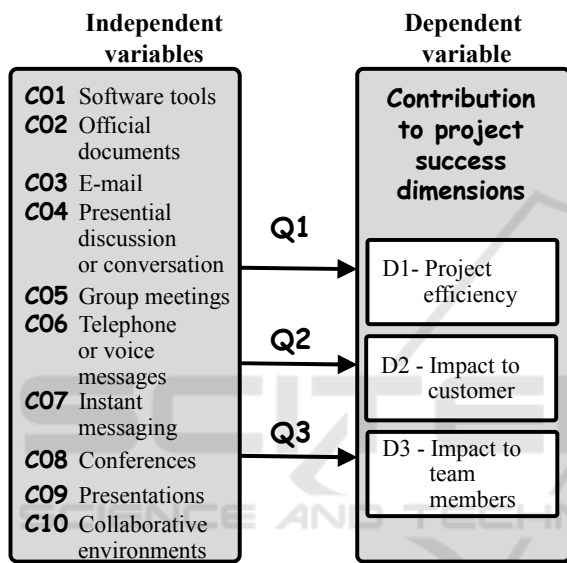 Independent
variables
C01 Software tools
C02 Official
documents
C03 E-mail
C04 Presential
discussion
or conversation
C05 Group meetings
C06 Telephone
or voice
messages
C07 Instant
messaging
C08 Conferences
C09 Presentations
C10 Collaborative
environments
Q1
Q2
Q3
Dependent
variable
Contribution
to project
success
dimensions
D1- Project
efficiency
D2 - Impact to
customer
D3 - Impact to
team
members